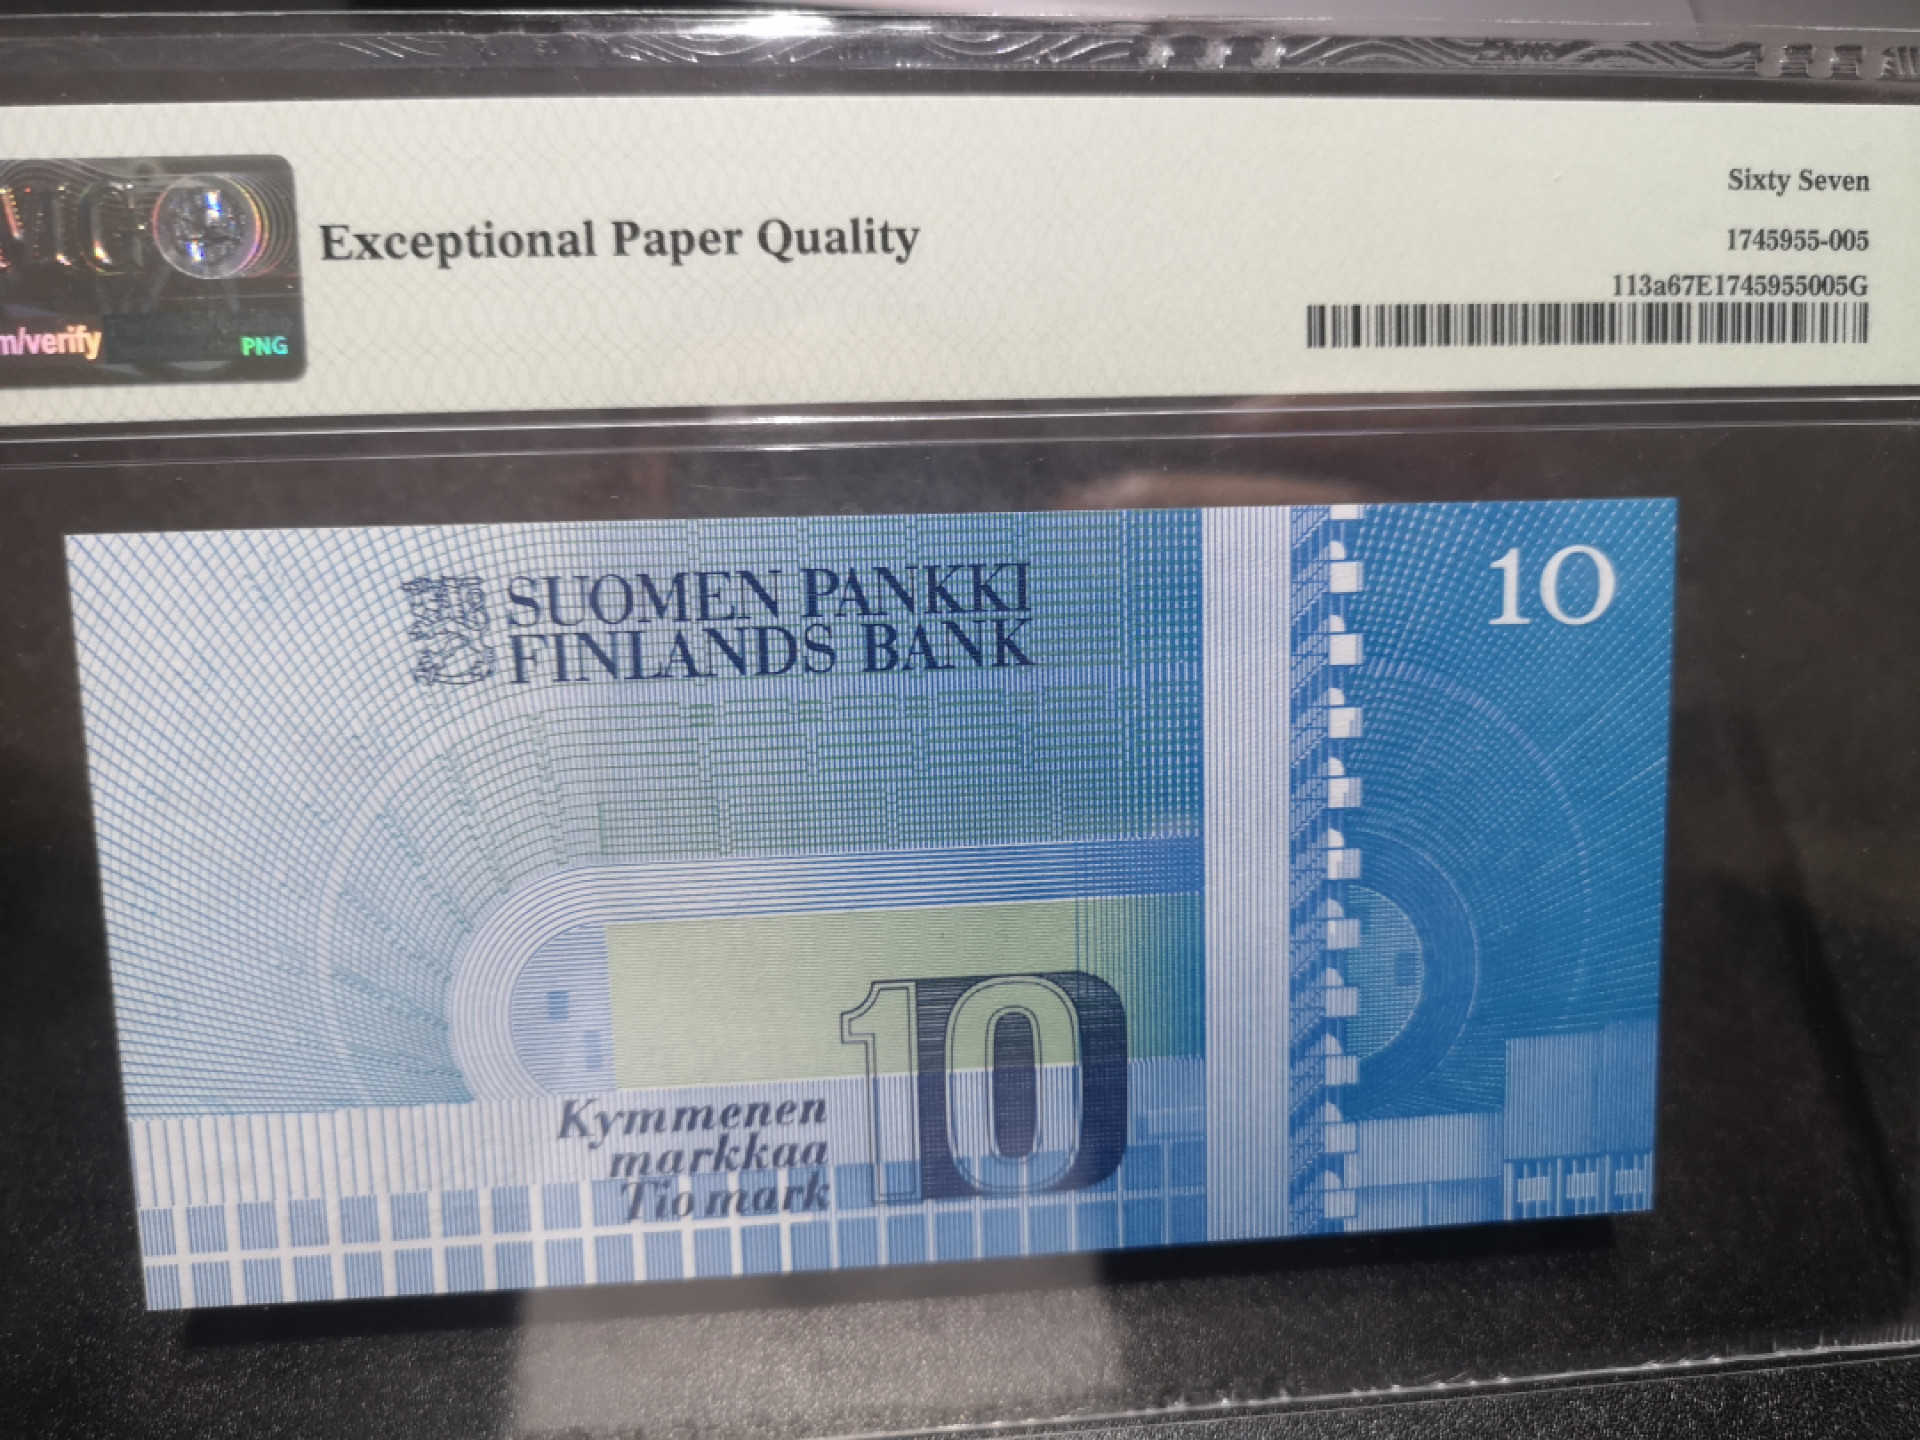 Sixty Seven
Exceptional Paper Quality
1745955-005
113a67E1745955005G
m/verify
PNG
SUOMEN PANKKI
FINLANDS BANK
10
10
Kymmenen
markkaa
Tio mark